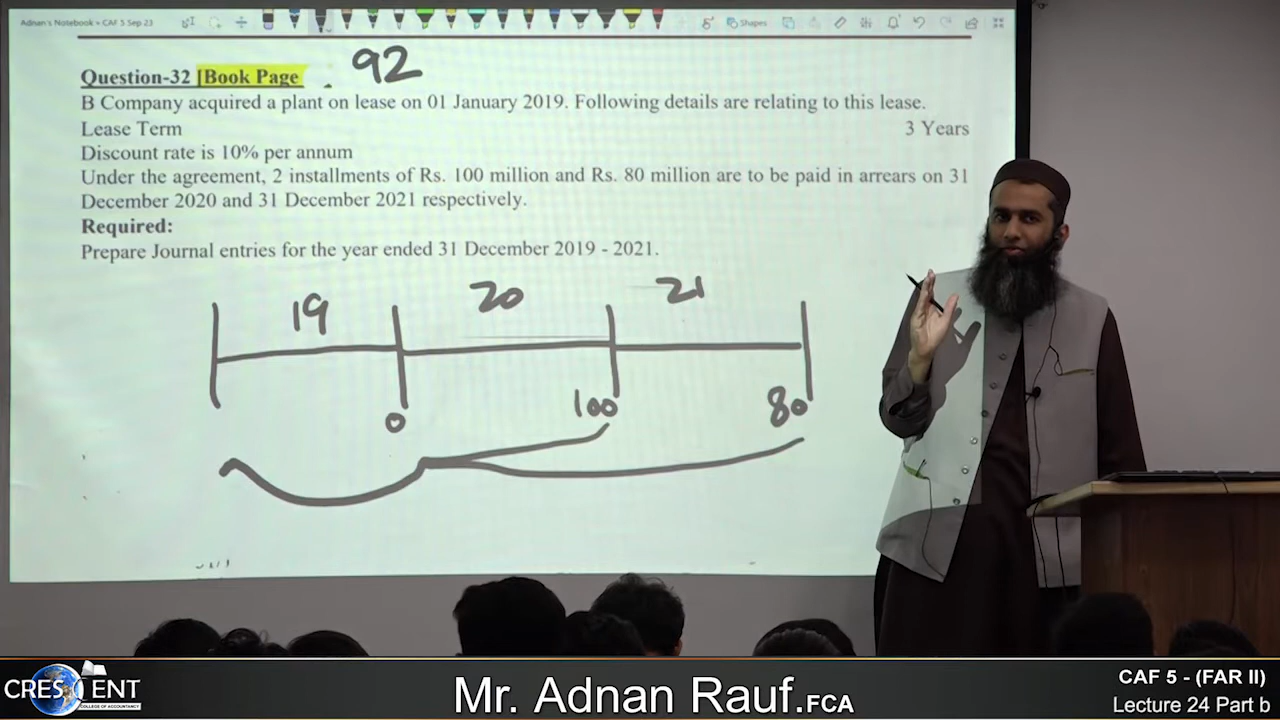 Adnan's Notebook » CAF 5 Sep 23
Shapes
Question-32 [Book Page 92
B Company acquired a plant on lease on 01 January 2019. Following details are relating to this lease.
Lease Term 3 Years
Discount rate is 10% per annum
Under the agreement, 2 installments of Rs. 100 million and Rs. 80 million are to be paid in arrears on 31
December 2020 and 31 December 2021 respectively.
Required:
Prepare Journal entries for the year ended 31 December 2019 - 2021.
19 20 21
0 100 80
CRESCENT
COLLEGE OF ACCOUNTANCY
Mr. Adnan Rauf.FCA
CAF 5 - (FAR II)
Lecture 24 Part b